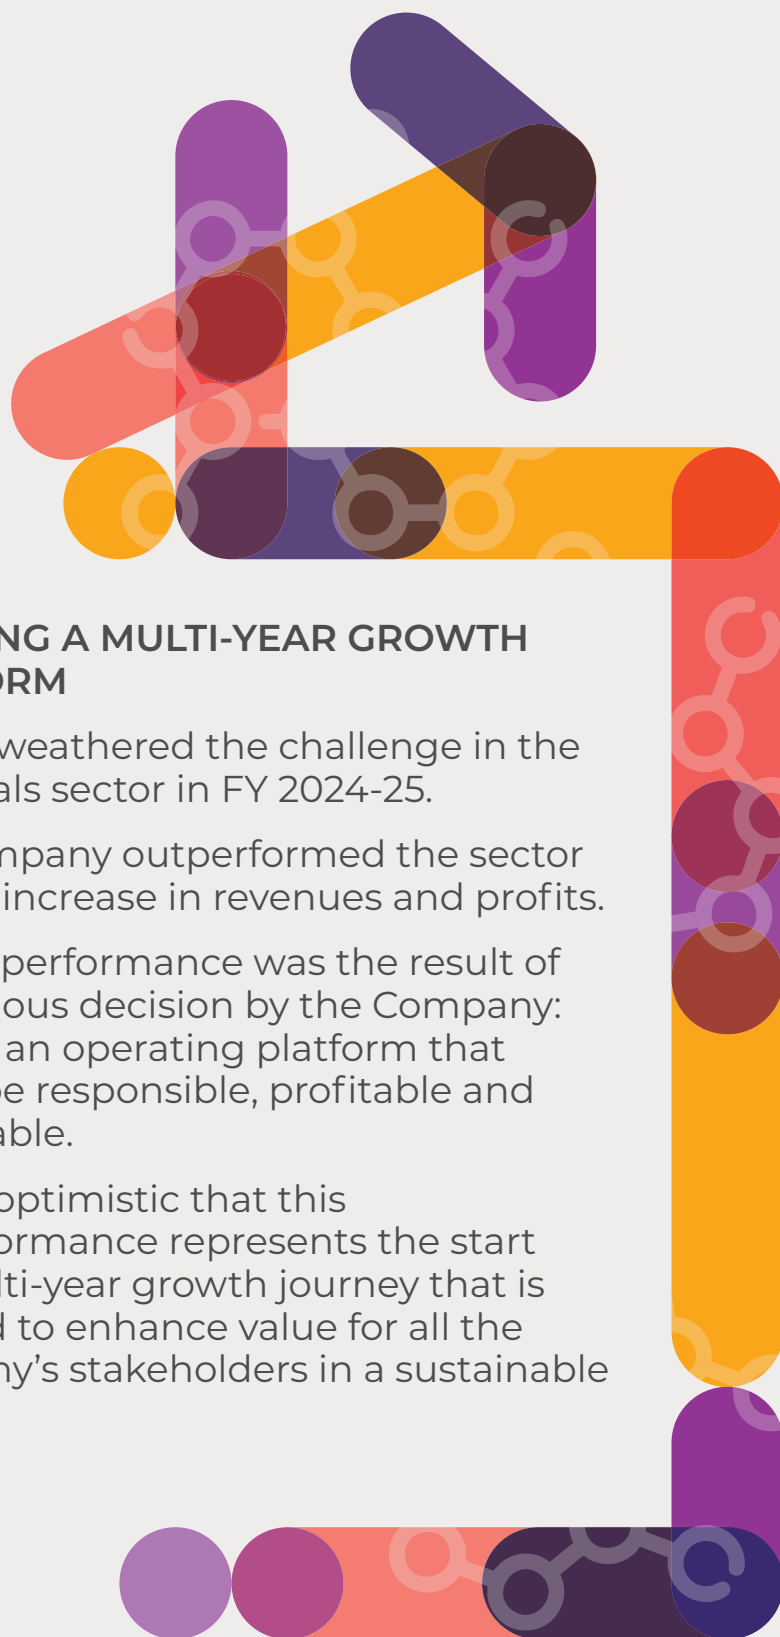 NG A MULTI-YEAR GROWTH
ORM
weathered the challenge in the
als sector in FY 2024-25.
mpany outperformed the sector
increase in revenues and profits.
performance was the result of
ious decision by the Company:
an operating platform that
be responsible, profitable and
able.
optimistic that this
ormance represents the start
lti-year growth journey that is
d to enhance value for all the
ny’s stakeholders in a sustainable